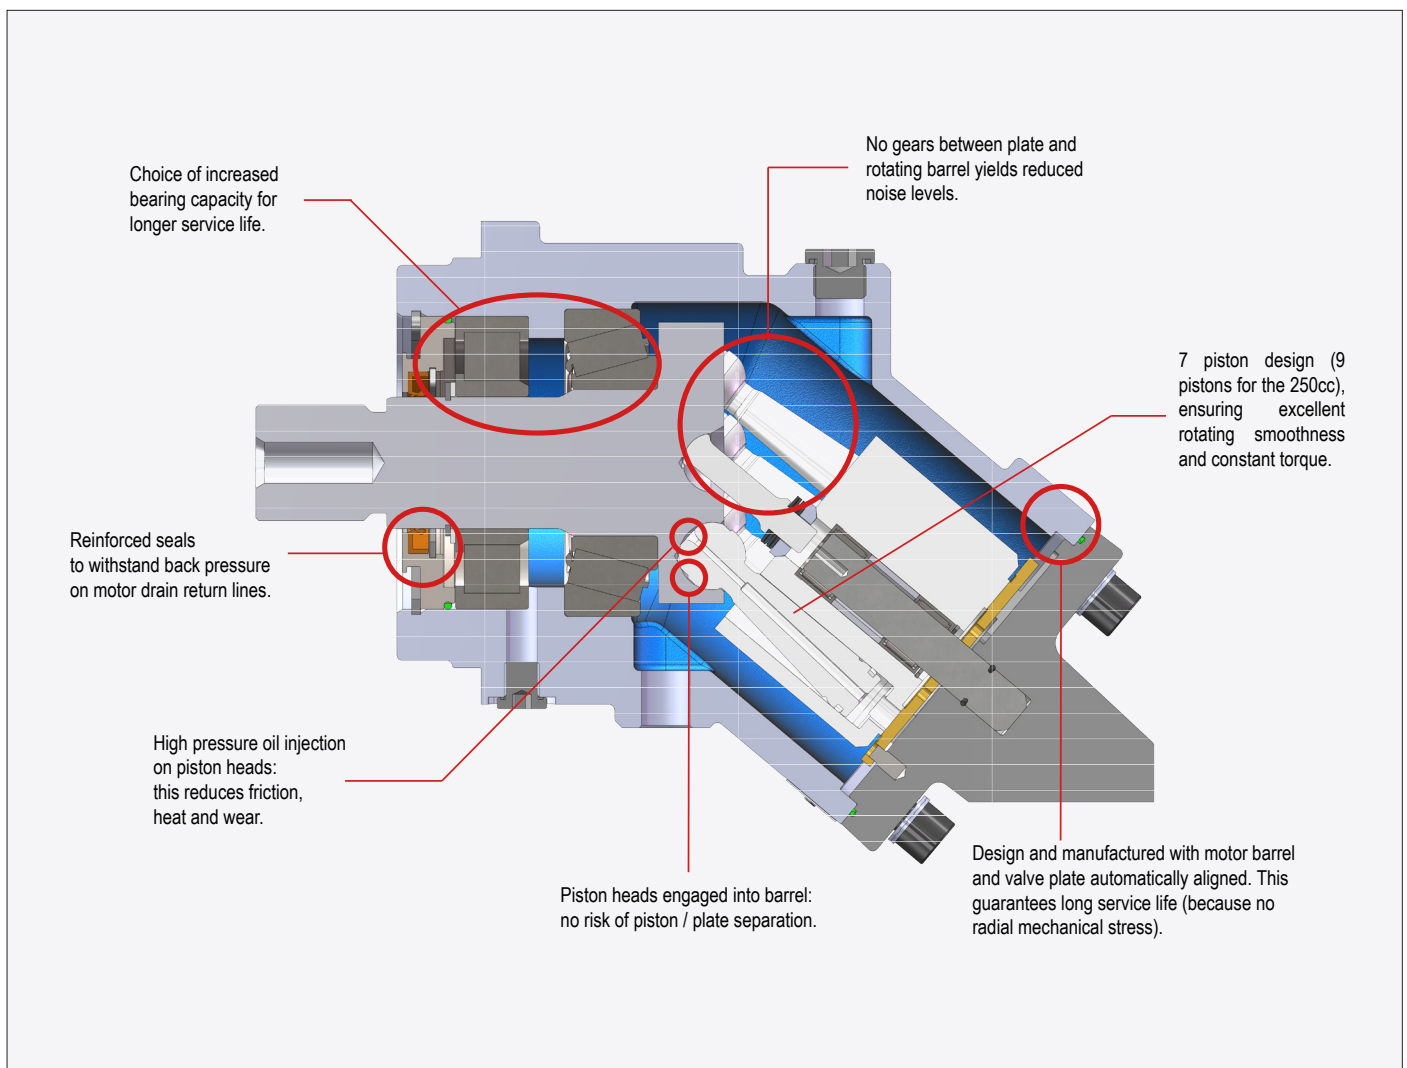 No gears between plate and
rotating barrel yields reduced
noise levels.
Choice of increased
bearing capacity for
longer service life.
7 piston design (9
pistons for the 250cc),
ensuring excellent
rotating smoothness
and constant torque.
Reinforced seals
to withstand back pressure
on motor drain return lines.
High pressure oil injection
on piston heads:
this reduces friction,
heat and wear.
Design and manufactured with motor barrel
and valve plate automatically aligned. This
guarantees long service life (because no
radial mechanical stress).
Piston heads engaged into barrel:
no risk of piston / plate separation.